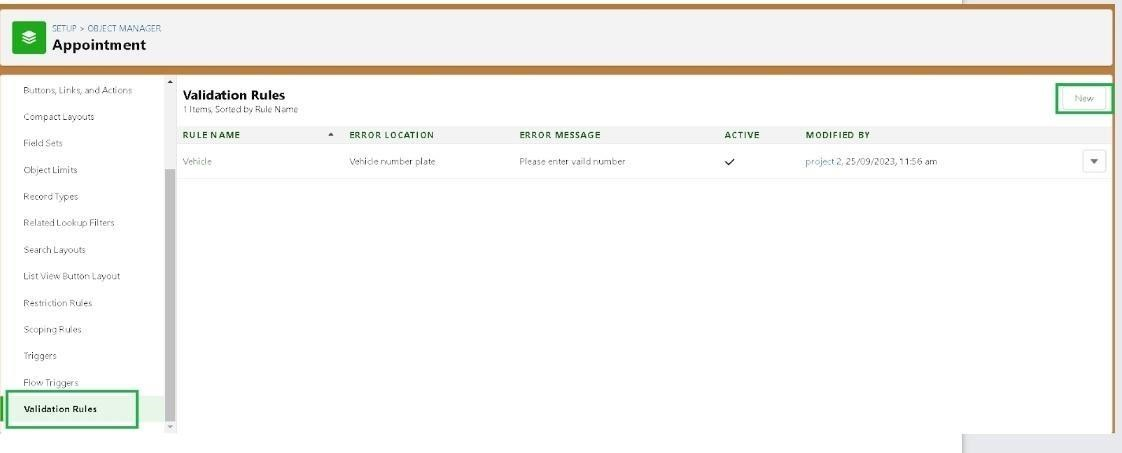 SETUP > OBJECT MANAGER
Appointment
Buttons, Links, and Actions
Compact Layouts
Field Sets
Object Limits
Record Types
Related Lookup Filters
Search Layouts
List View Button Layout
Restriction Rules
Scoping Rules
Triggers
Flow Triggers
Validation Rules
Validation Rules
1 Items, Sorted by Rule Name
New
RULE NAME ERROR LOCATION ERROR MESSAGE ACTIVE MODIFIED BY
Vehicle Vehicle number plate Please enter vaild number project 2, 25/09/2023, 11:56 am